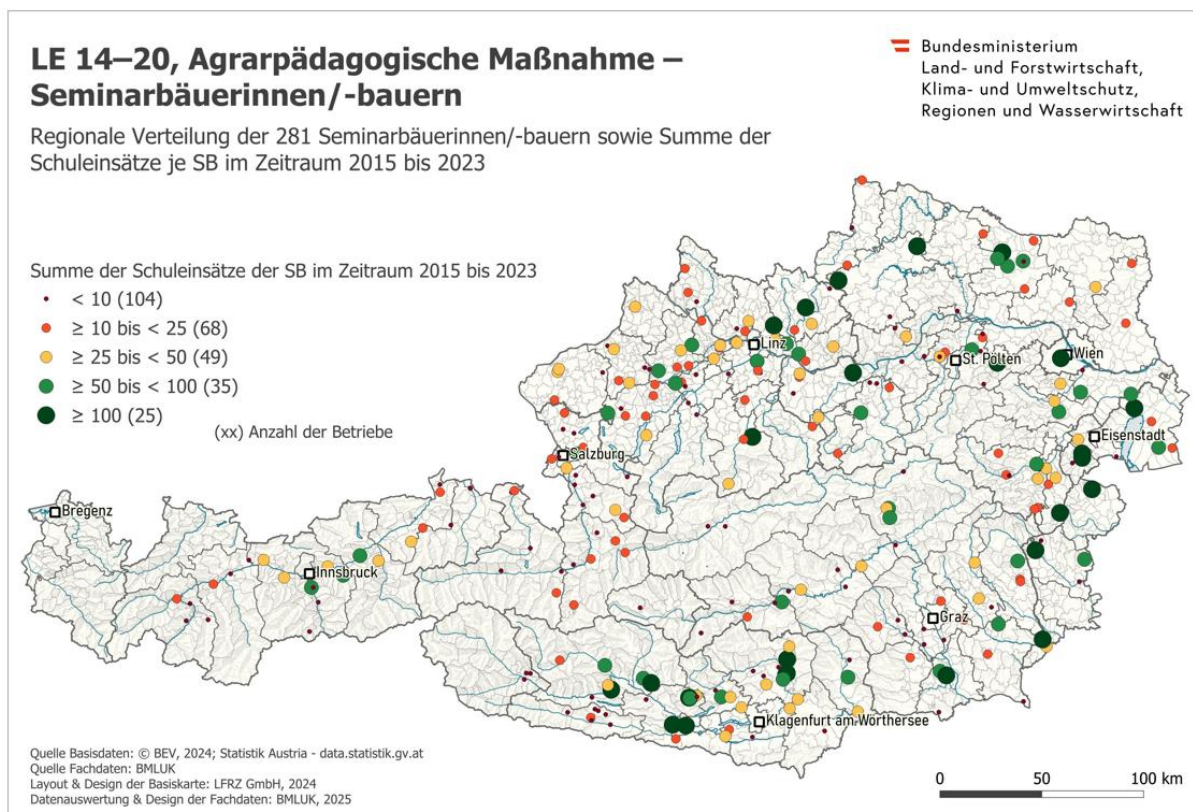 LE 14–20, Agrarpädagogische Maßnahme –
Seminarbäuerinnen/-bauern
Regionale Verteilung der 281 Seminarbäuerinnen/-bauern sowie Summe der
Schuleinsätze je SB im Zeitraum 2015 bis 2023
Bundesministerium
Land- und Forstwirtschaft,
Klima- und Umweltschutz,
Regionen und Wasserwirtschaft
Summe der Schuleinsätze der SB im Zeitraum 2015 bis 2023
< 10 (104)
≥ 10 bis < 25 (68)
≥ 25 bis < 50 (49)
≥ 50 bis < 100 (35)
≥ 100 (25)
(xx) Anzahl der Betriebe
Linz
St. Pölten
Wien
Eisenstadt
Salzburg
Bregenz
Innsbruck
Graz
Klagenfurt am Wörthersee
Quelle Basisdaten: © BEV, 2024; Statistik Austria - data.statistik.gv.at
Quelle Fachdaten: BMLUK
Layout & Design der Basiskarte: LFRZ GmbH, 2024
Datenauswertung & Design der Fachdaten: BMLUK, 2025
0 50 100 km